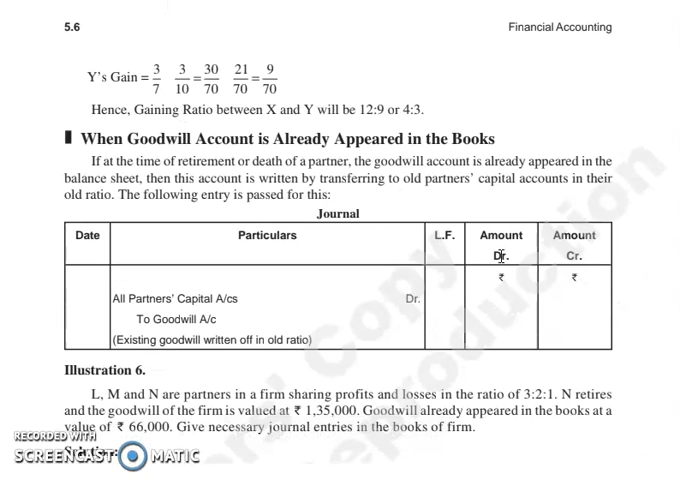 5.6 Financial Accounting
Y's Gain = 3/7 3/10 = 30/70 21/70 = 9/70
Hence, Gaining Ratio between X and Y will be 12:9 or 4:3.
When Goodwill Account is Already Appeared in the Books
If at the time of retirement or death of a partner, the goodwill account is already appeared in the
balance sheet, then this account is written by transferring to old partners' capital accounts in their
old ratio. The following entry is passed for this:
Journal
Date Particulars L.F. Amount Amount
Dr. Cr.
₹ ₹
All Partners' Capital A/cs Dr.
To Goodwill A/c
(Existing goodwill written off in old ratio)
Illustration 6.
L, M and N are partners in a firm sharing profits and losses in the ratio of 3:2:1. N retires
and the goodwill of the firm is valued at ₹ 1,35,000. Goodwill already appeared in the books at a
value of ₹ 66,000. Give necessary journal entries in the books of firm.
RECORDED WITH
SCREENCAST MATIC